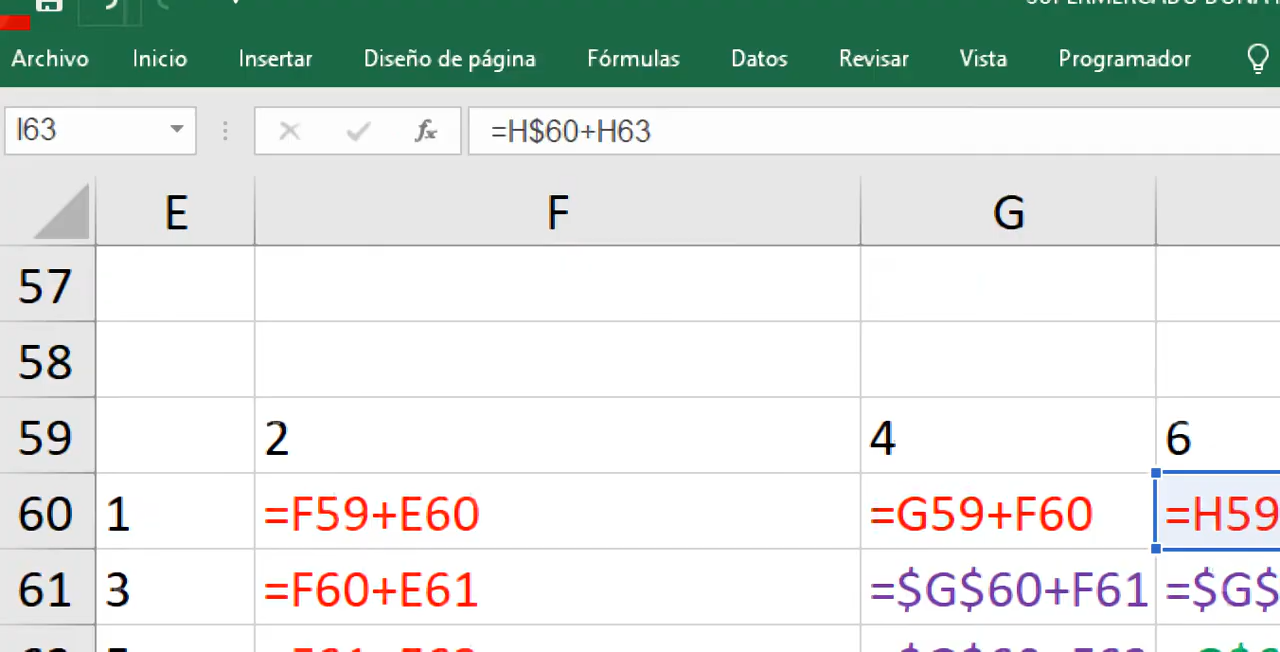 Archivo Inicio Insertar Diseño de página Fórmulas Datos Revisar Vista Programador
I63 fx =H$60+H63
E F G
57
58
59 2 4 6
60 1 =F59+E60 =G59+F60 =H59
61 3 =F60+E61 =$G$60+F61 =$G$